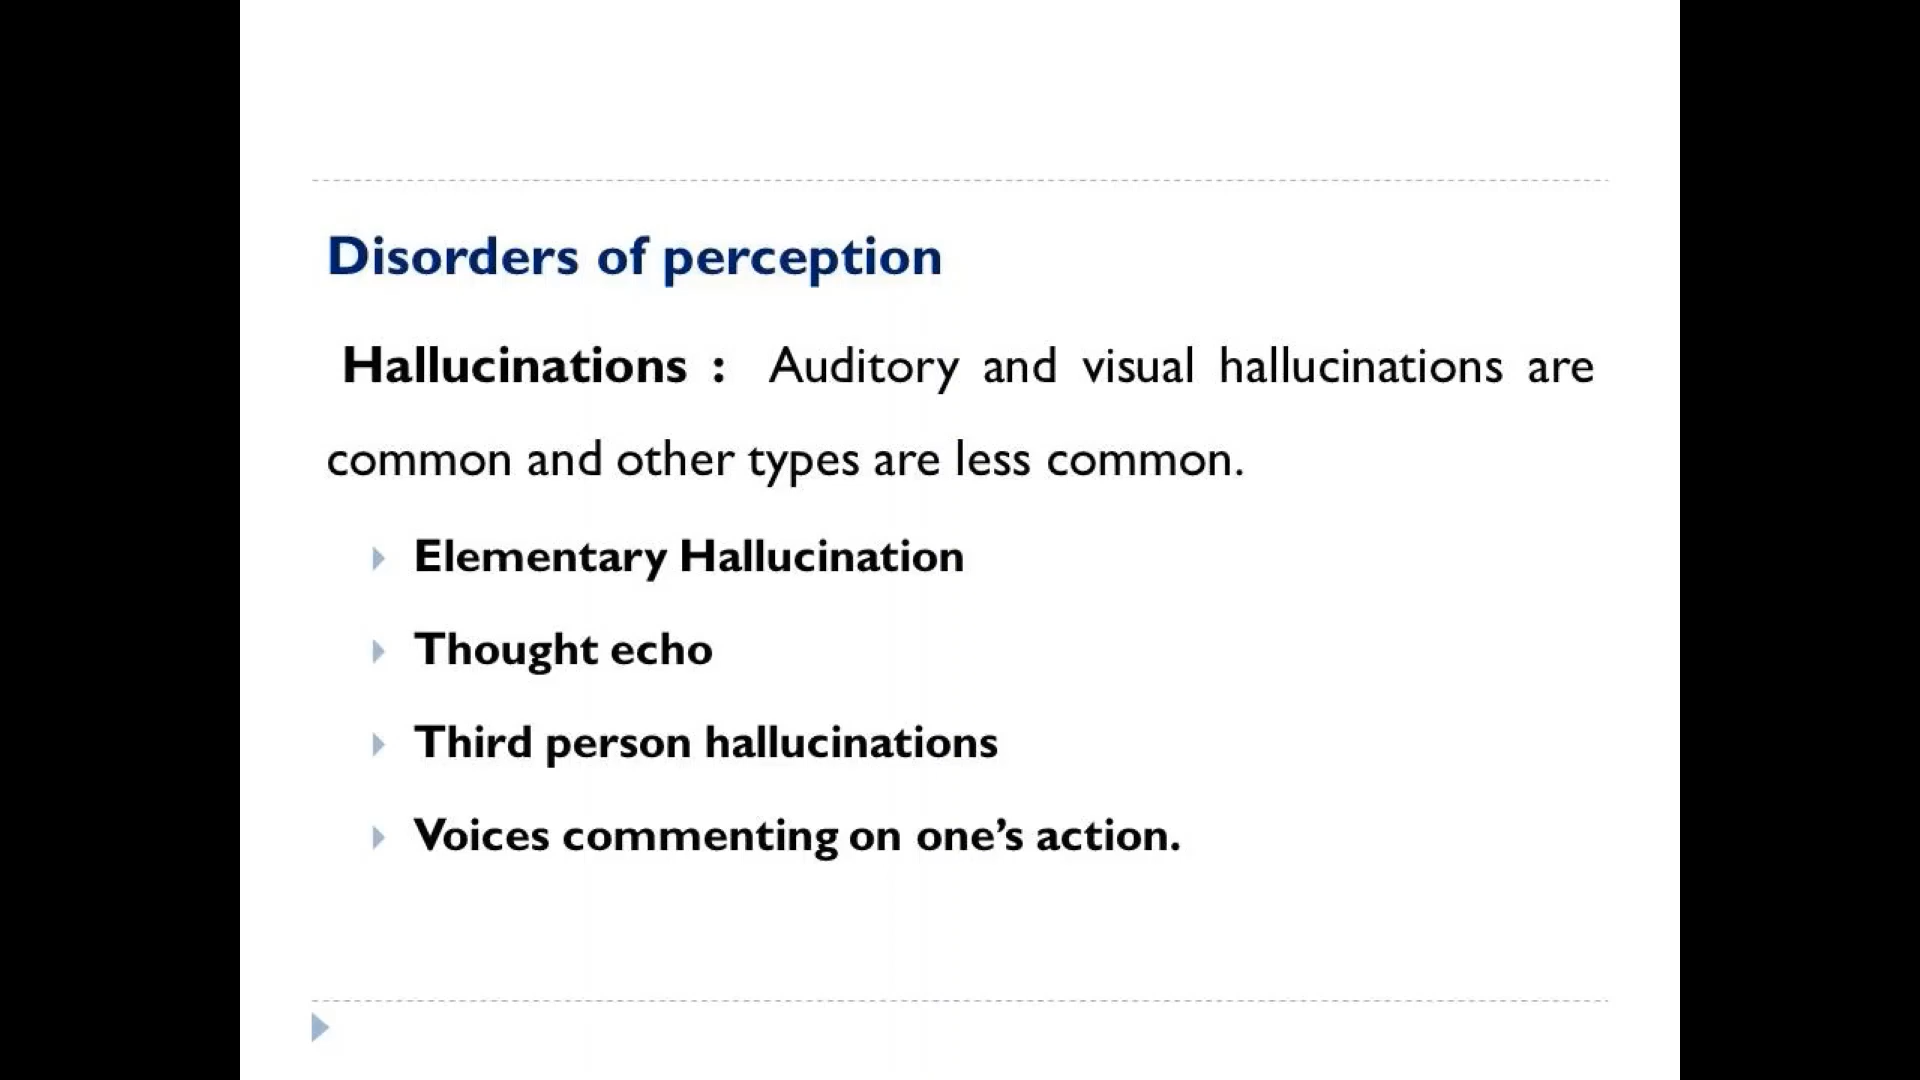 Disorders of perception
Hallucinations : Auditory and visual hallucinations are
common and other types are less common.
Elementary Hallucination
Thought echo
Third person hallucinations
Voices commenting on one’s action.